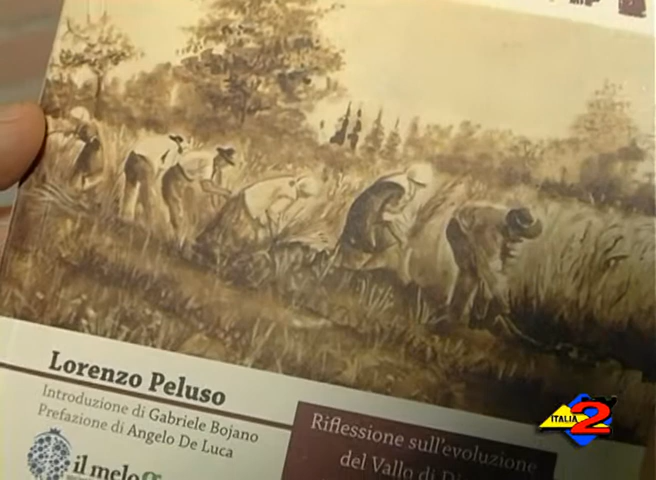 Lorenzo Peluso
Introduzione di Gabriele Bojano
Prefazione di Angelo De Luca
il melo
Riflessione sull'evoluzione
del Vallo di
ITALIA 2